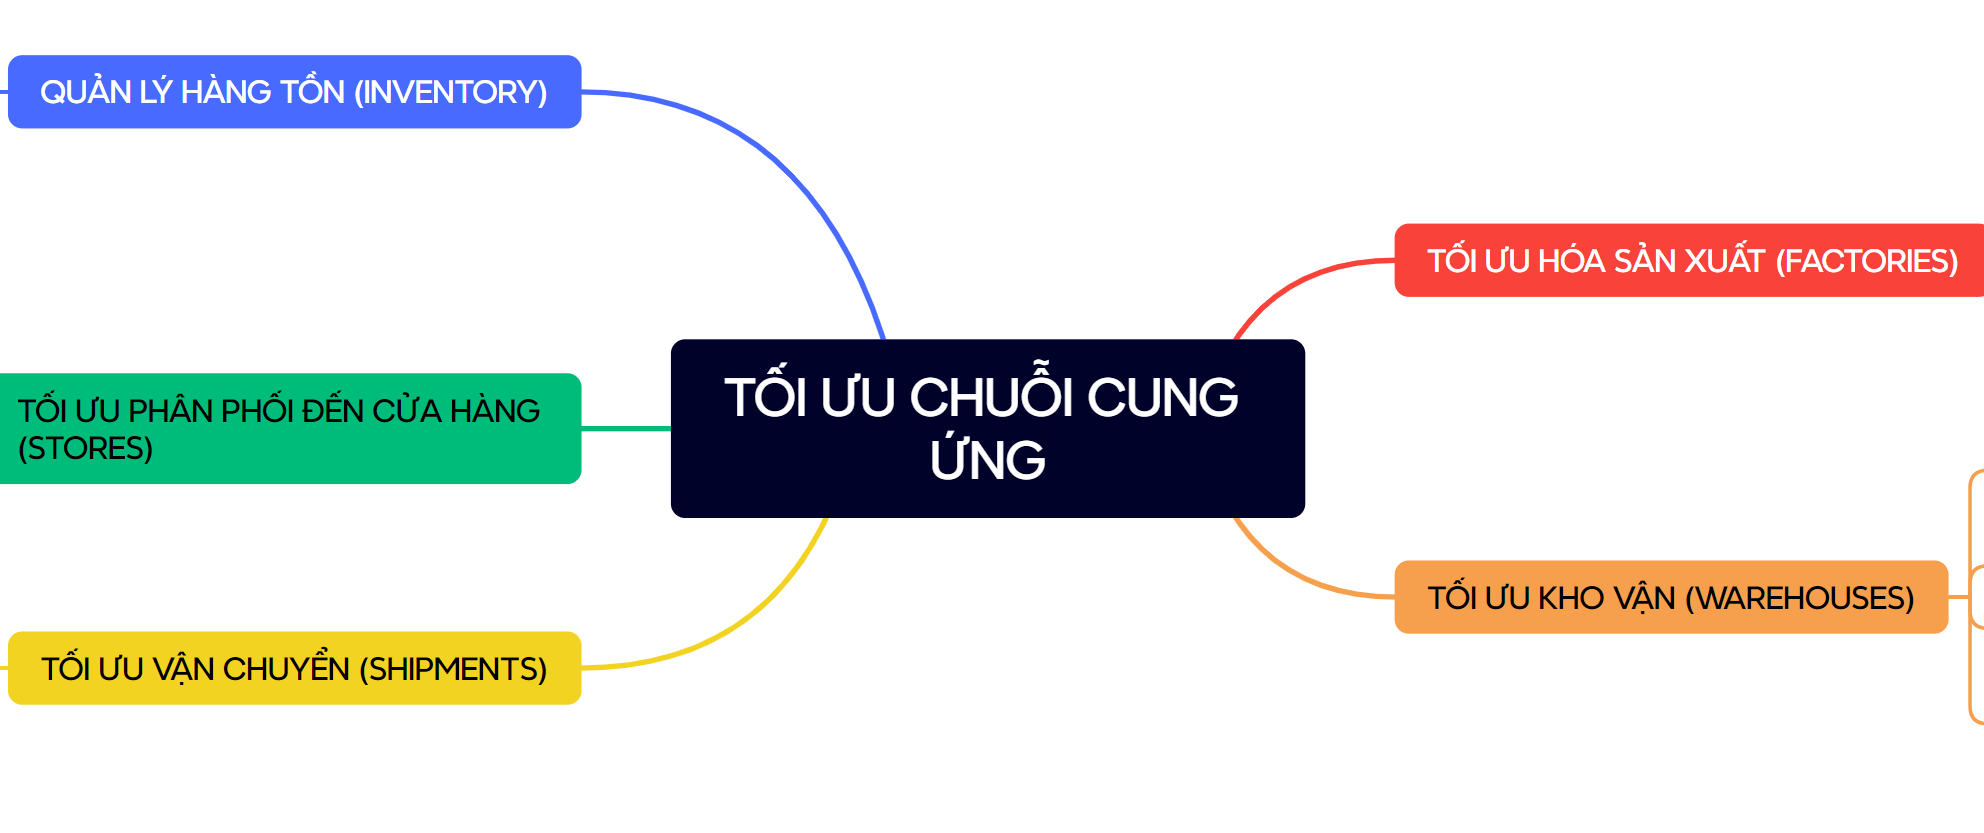 QUẢN LÝ HÀNG TỒN (INVENTORY)
TỐI ƯU HÓA SẢN XUẤT (FACTORIES)
TỐI ƯU CHUỖI CUNG
ỨNG
TỐI ƯU PHÂN PHỐI ĐẾN CỬA HÀNG
(STORES)
TỐI ƯU KHO VẬN (WAREHOUSES)
TỐI ƯU VẬN CHUYỂN (SHIPMENTS)